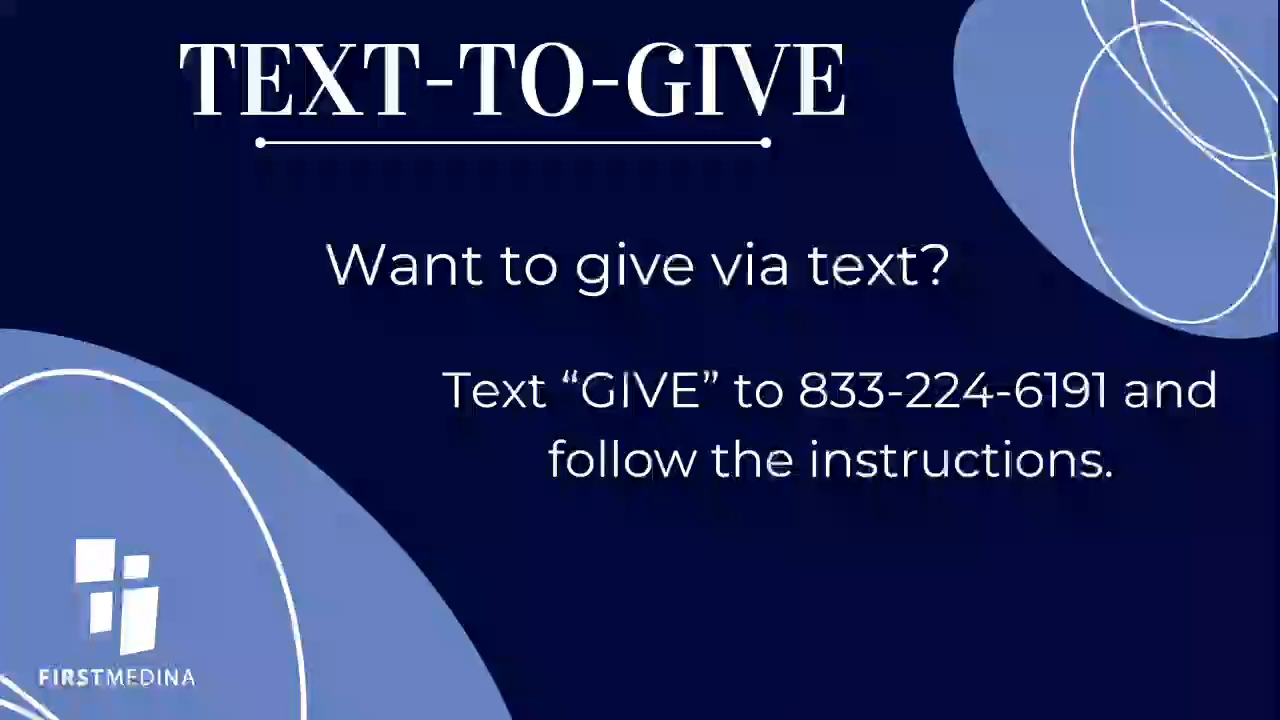 TEXT-TO-GIVE
Want to give via text?
Text “GIVE” to 833-224-6191 and
follow the instructions.
FIRSTMEDINA